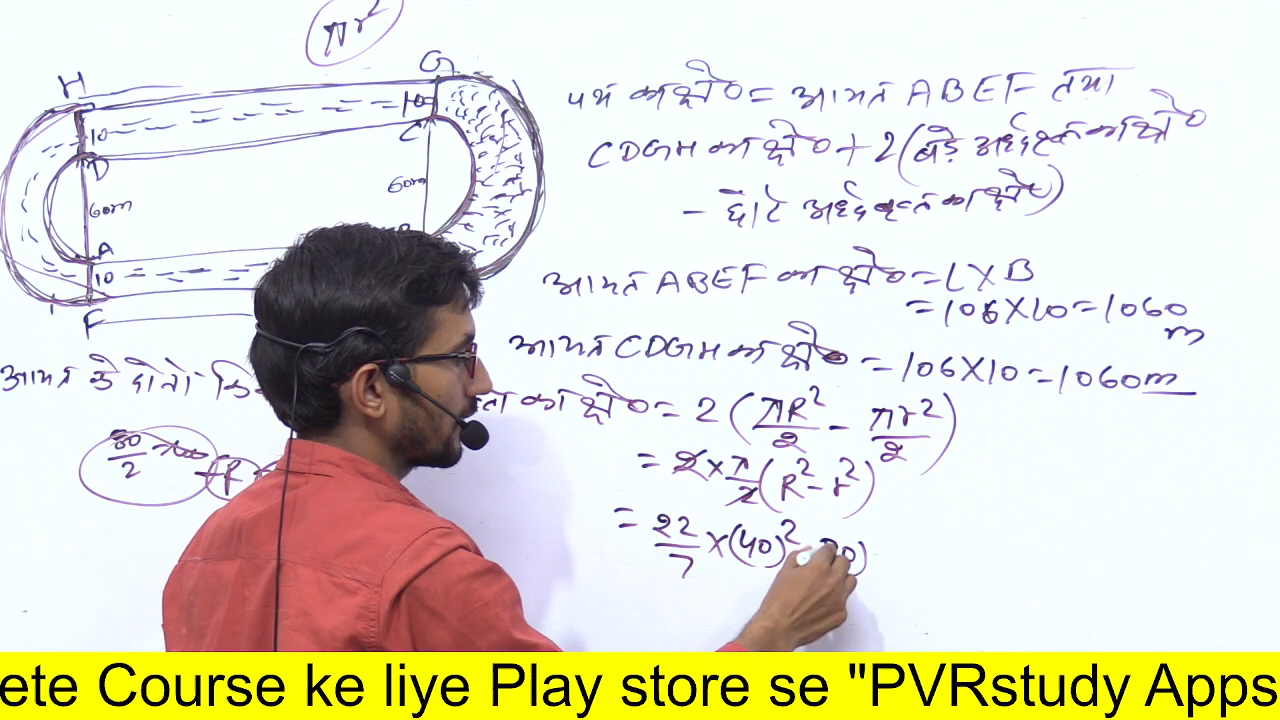 πr²
H
G
10
10
D
C
60m
60m
A
10
F
पथ का क्षे० = आयत ABEF तथा
CDGH का क्षे० + 2(बड़े अर्धवृत्त का क्षे०
- छोटे अर्धवृत्त का क्षे०)
आयत ABEF का क्षे० = L X B
= 106 X 10 = 1060
m
आयत CDGH का क्षे० = 106 X 10 = 1060m
आयत के दोनो
का क्षे० = 2 (πR²/2 - πr²/2)
= 2 x π/2 (R² - r²)
80/2
= 22/7 x (40)² 30)
ete Course ke liye Play store se "PVRstudy Apps